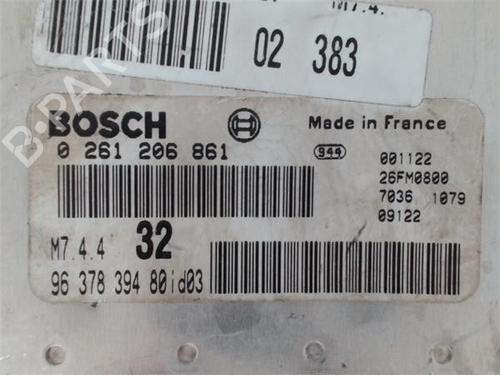 M7.4.
02 383
B-PARTS
BOSCH
Made in France
0 261 206 861
944
001122
26FM0800
7036 1079
09122
M7.4.4 32
96 378 394 80id03